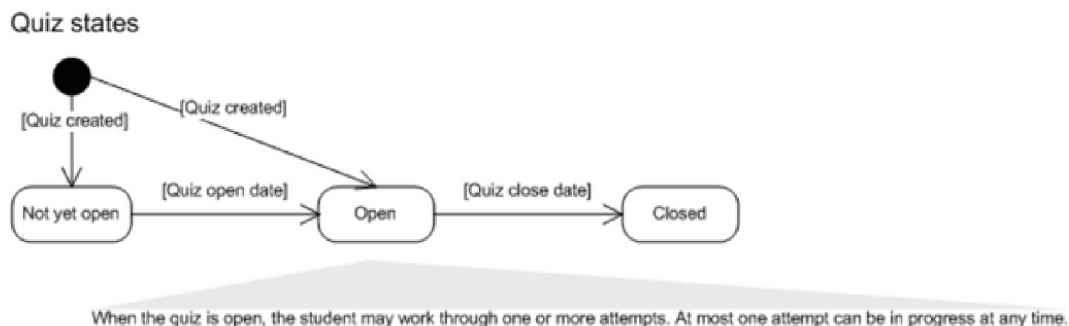 Quiz states
[Quiz created]
[Quiz created]
Not yet open
[Quiz open date]
Open
[Quiz close date]
Closed
When the quiz is open, the student may work through one or more attempts. At most one attempt can be in progress at any time.